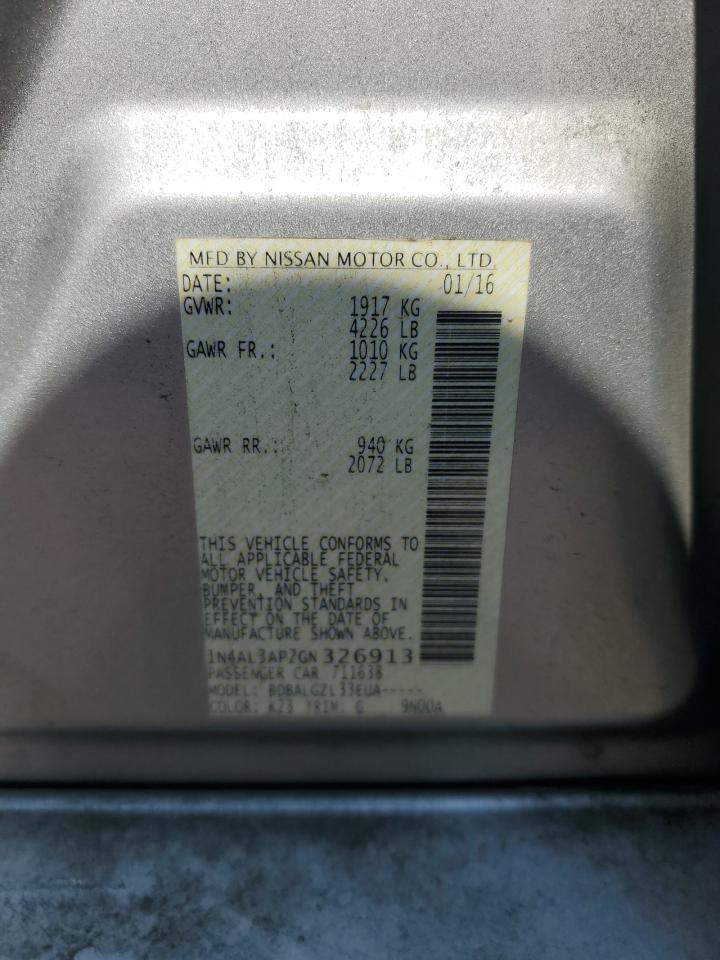 MFD BY NISSAN MOTOR CO., LTD.
DATE: 01/16
GVWR: 1917 KG
4226 LB
GAWR FR.: 1010 KG
2227 LB
GAWR RR.: 940 KG
2072 LB
THIS VEHICLE CONFORMS TO
ALL APPLICABLE FEDERAL
MOTOR VEHICLE SAFETY,
BUMPER, AND THEFT
PREVENTION STANDARDS IN
EFFECT ON THE DATE OF
MANUFACTURE SHOWN ABOVE.
1N4AL3AP2GN326913
PASSENGER CAR 711638
MODEL: BDBALGZL33EUA-----
COLOR: K23 TRIM: G 9N00A